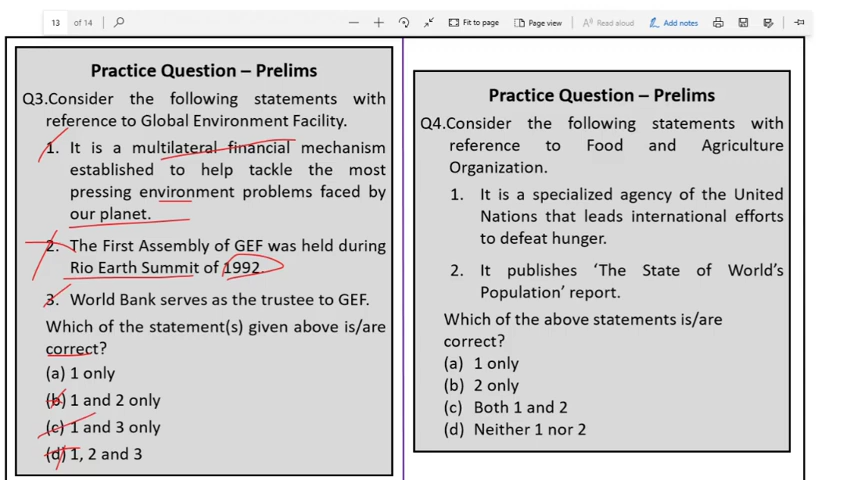 13 of 14 Fit to page Page view Read aloud Add notes
Practice Question – Prelims
Q3.Consider the following statements with
reference to Global Environment Facility.
1. It is a multilateral financial mechanism
established to help tackle the most
pressing environment problems faced by
our planet.
2. The First Assembly of GEF was held during
Rio Earth Summit of 1992.
3. World Bank serves as the trustee to GEF.
Which of the statement(s) given above is/are
correct?
(a) 1 only
(b) 1 and 2 only
(c) 1 and 3 only
(d) 1, 2 and 3
Practice Question – Prelims
Q4.Consider the following statements with
reference to Food and Agriculture
Organization.
1. It is a specialized agency of the United
Nations that leads international efforts
to defeat hunger.
2. It publishes ‘The State of World’s
Population’ report.
Which of the above statements is/are
correct?
(a) 1 only
(b) 2 only
(c) Both 1 and 2
(d) Neither 1 nor 2